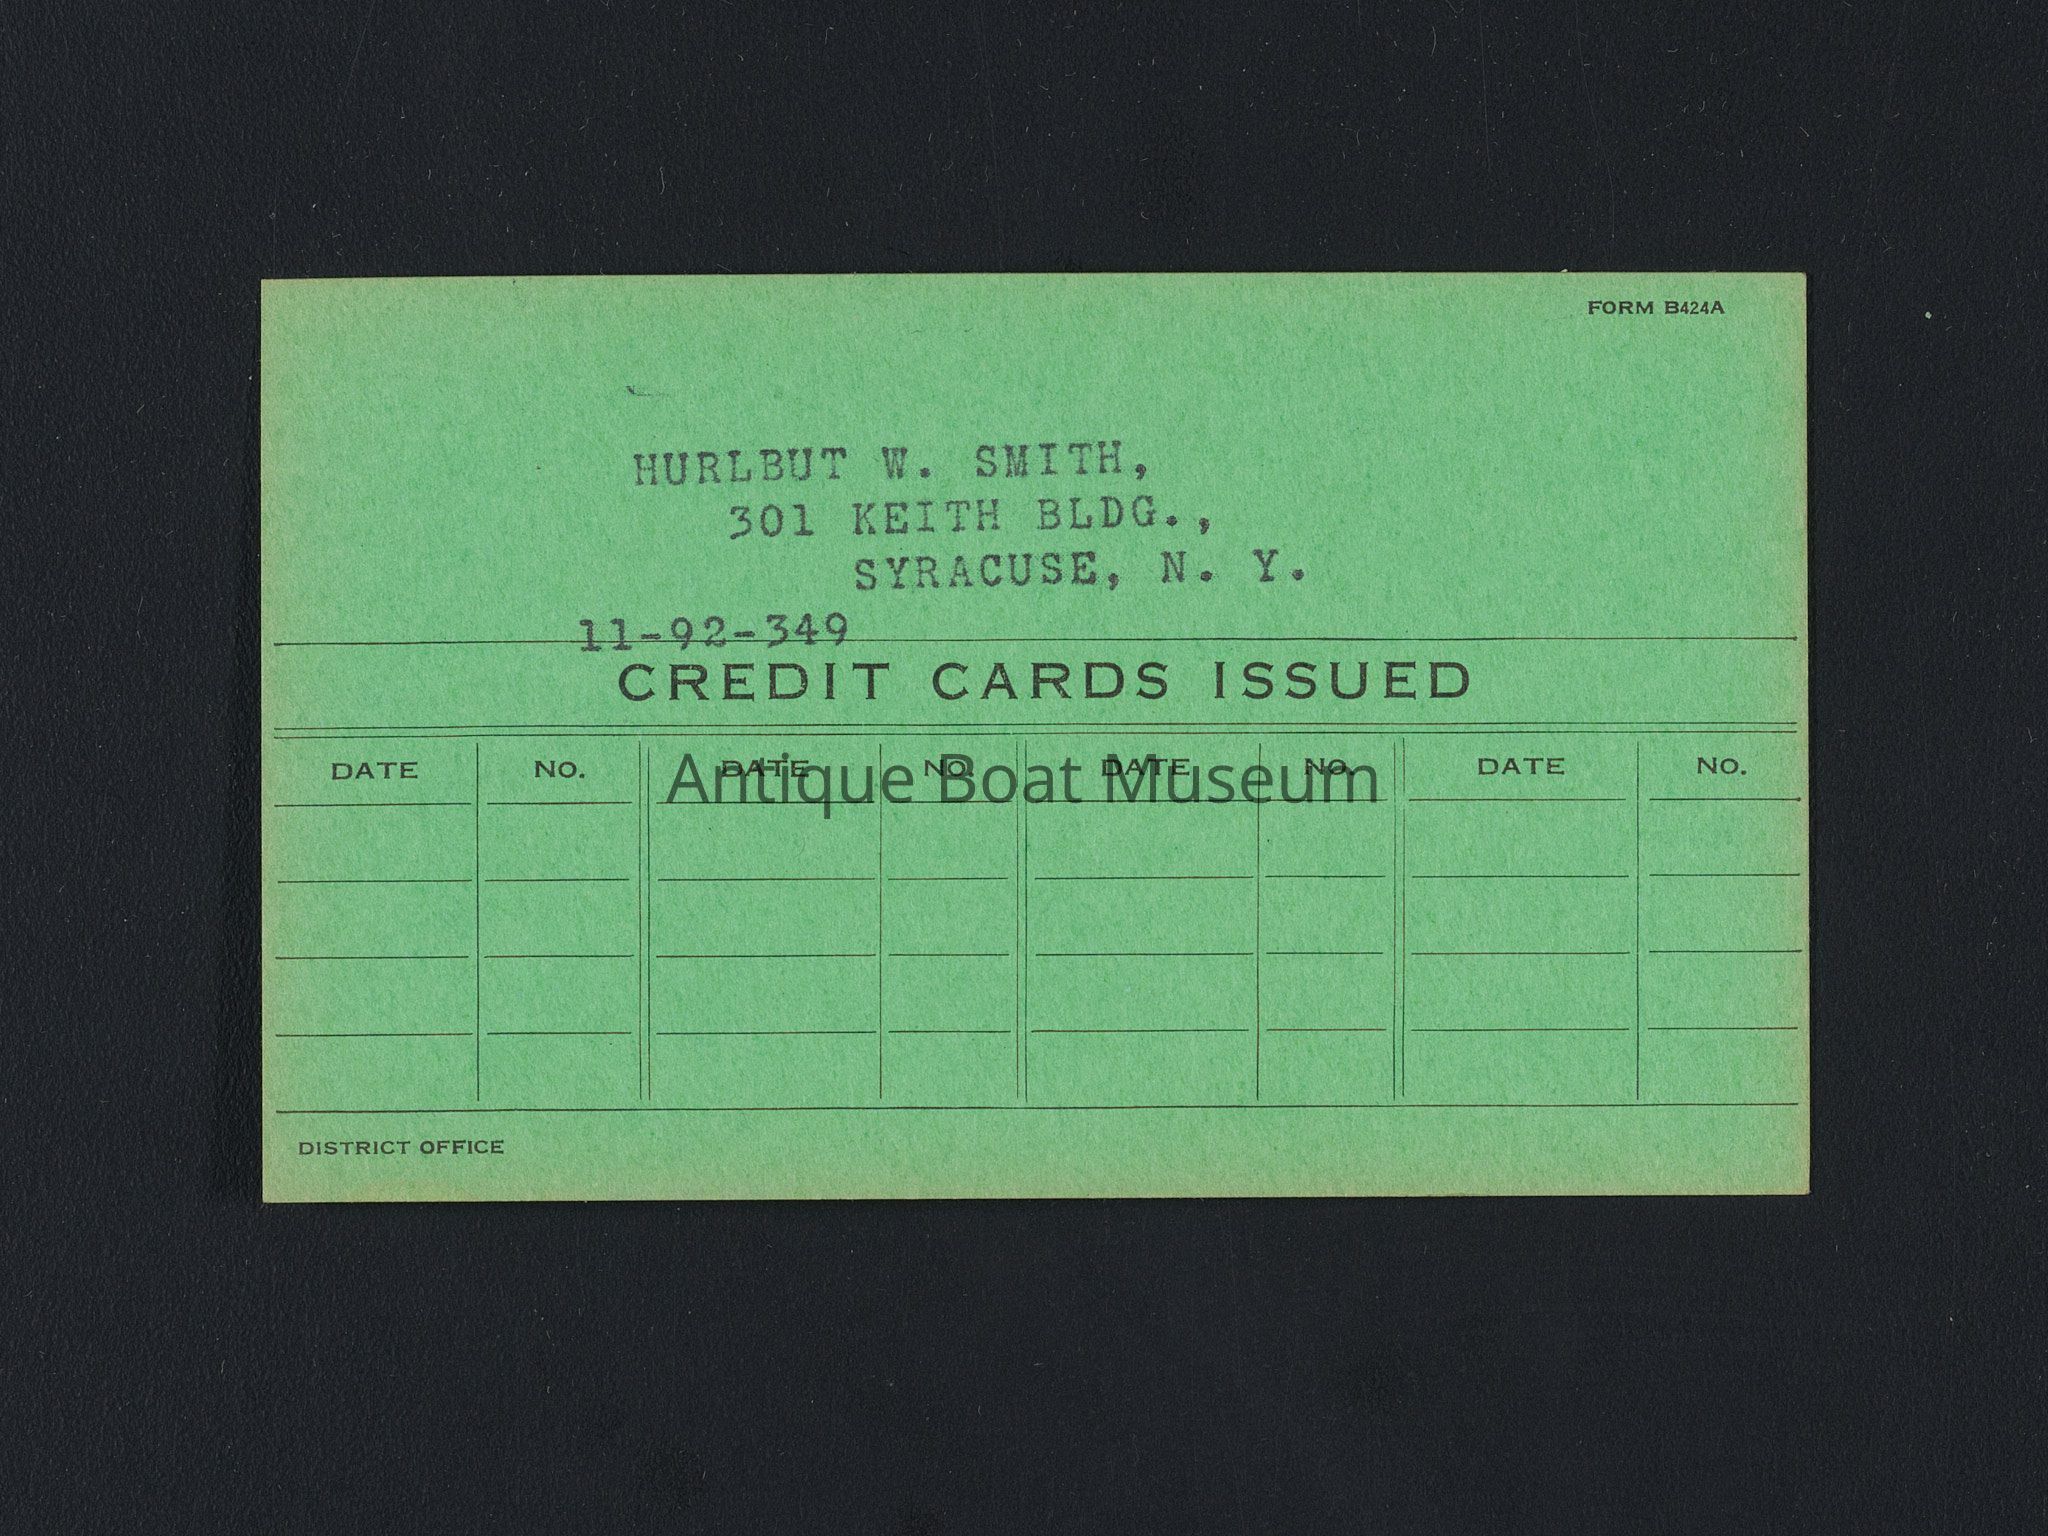 FORM B424A
HURLBUT W. SMITH,
301 KEITH BLDG.,
SYRACUSE, N. Y.
11-92-349
CREDIT CARDS ISSUED
DATE NO. DATE NO. DATE NO. DATE NO.
Antique Boat Museum
DISTRICT OFFICE